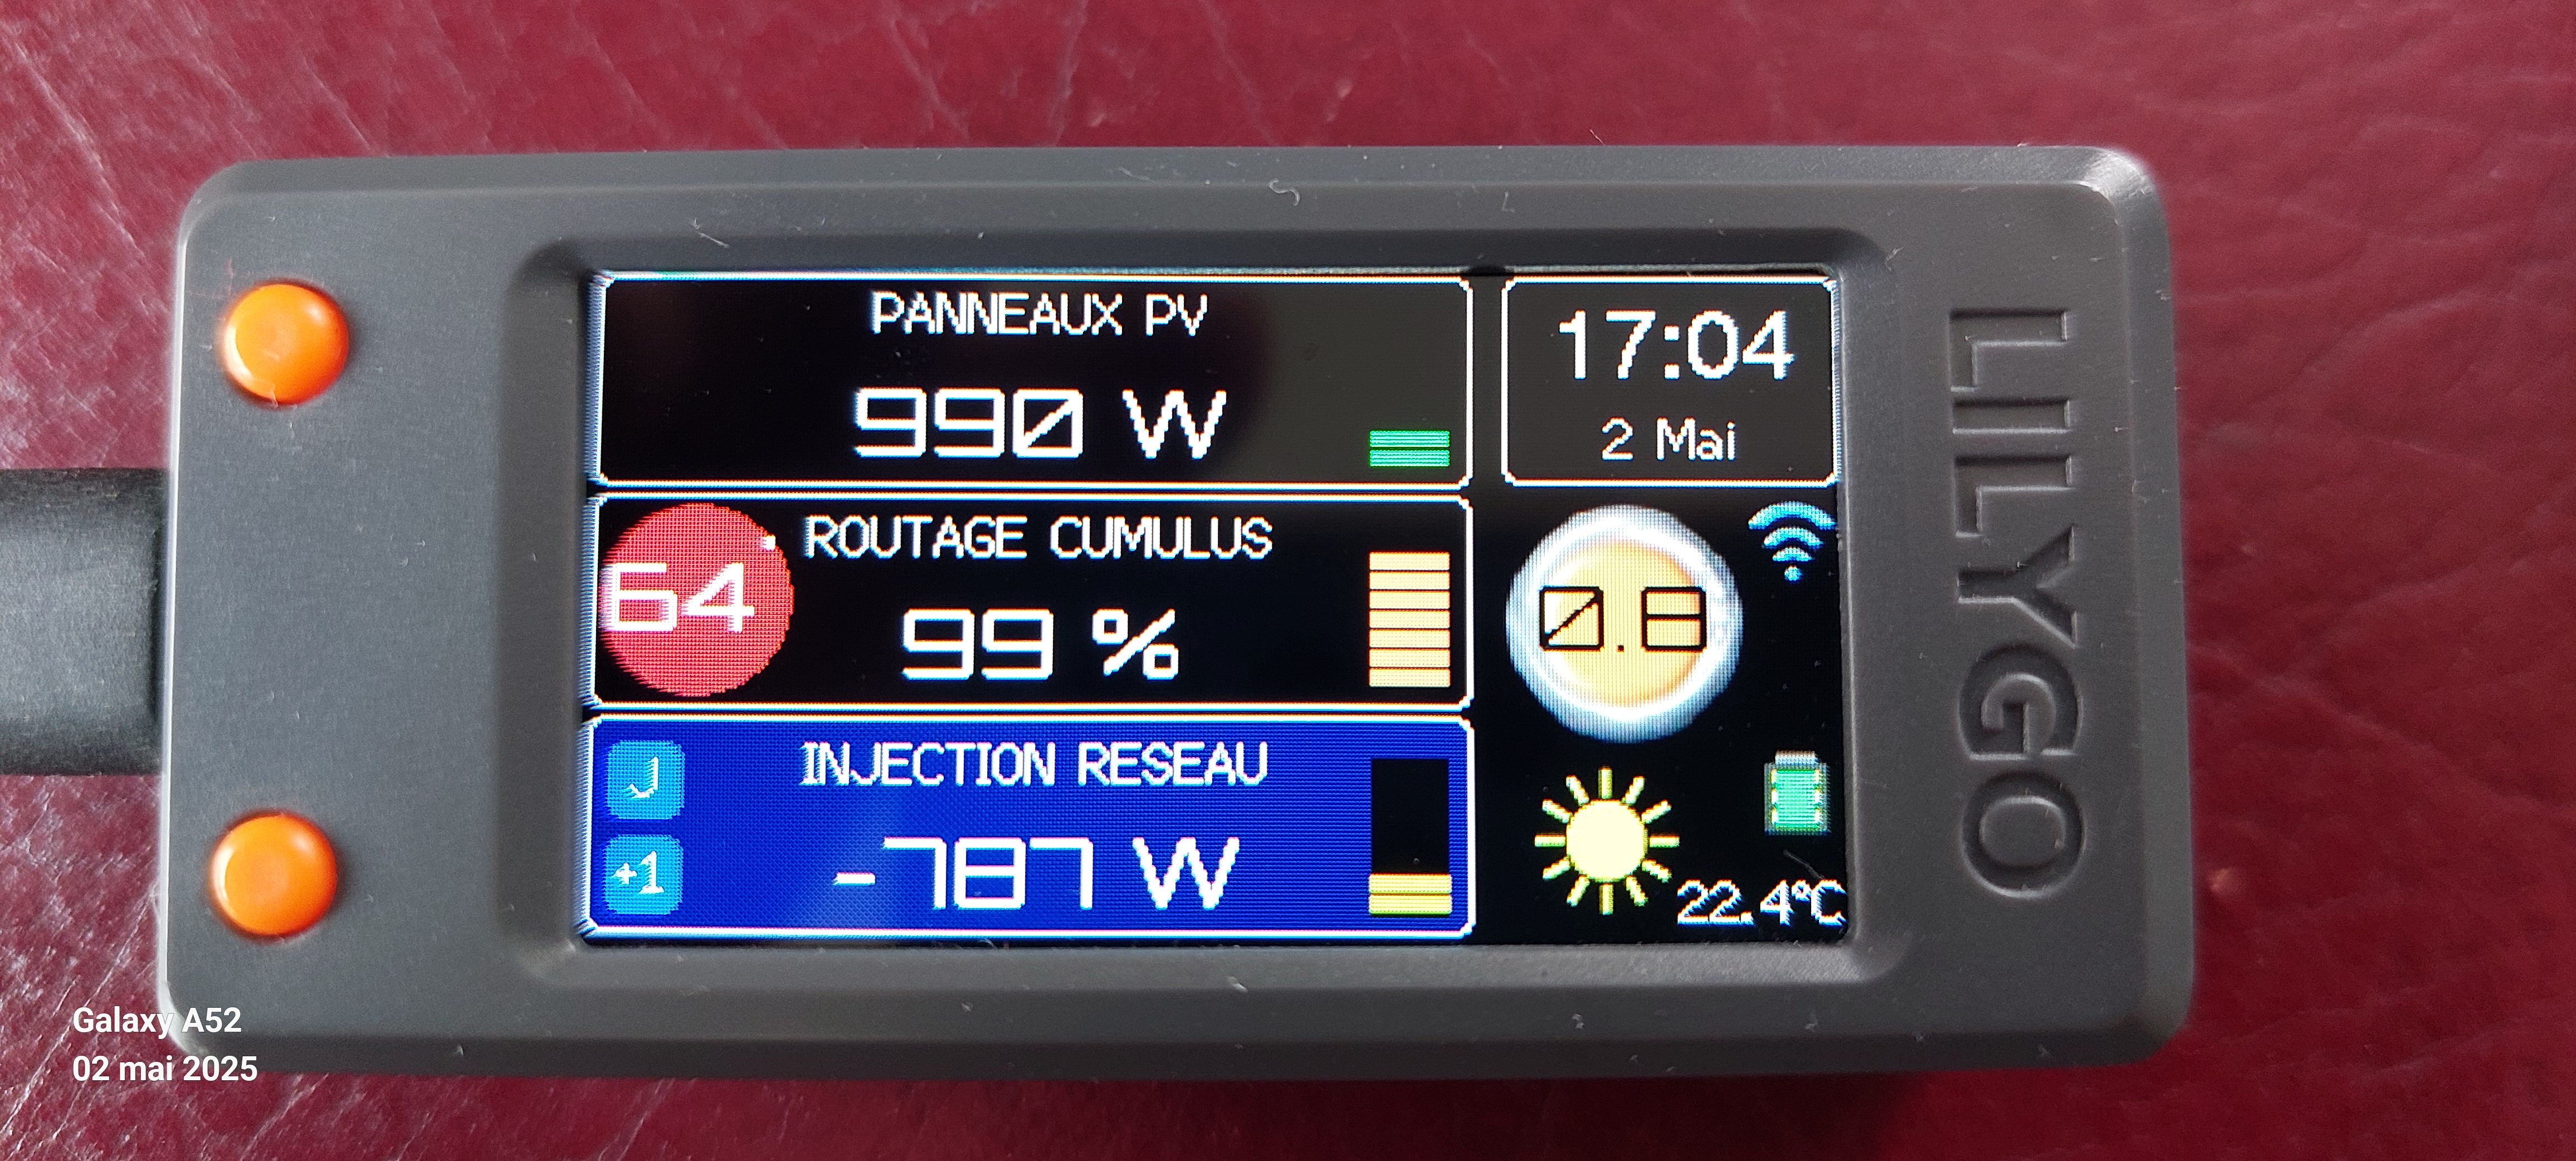 PANNEAUX PV
990 W
17:04
2 Mai
64
ROUTAGE CUMULUS
99 %
0.8
J
+1
INJECTION RESEAU
-787 W
22.4°C
LILYGO
Galaxy A52
02 mai 2025